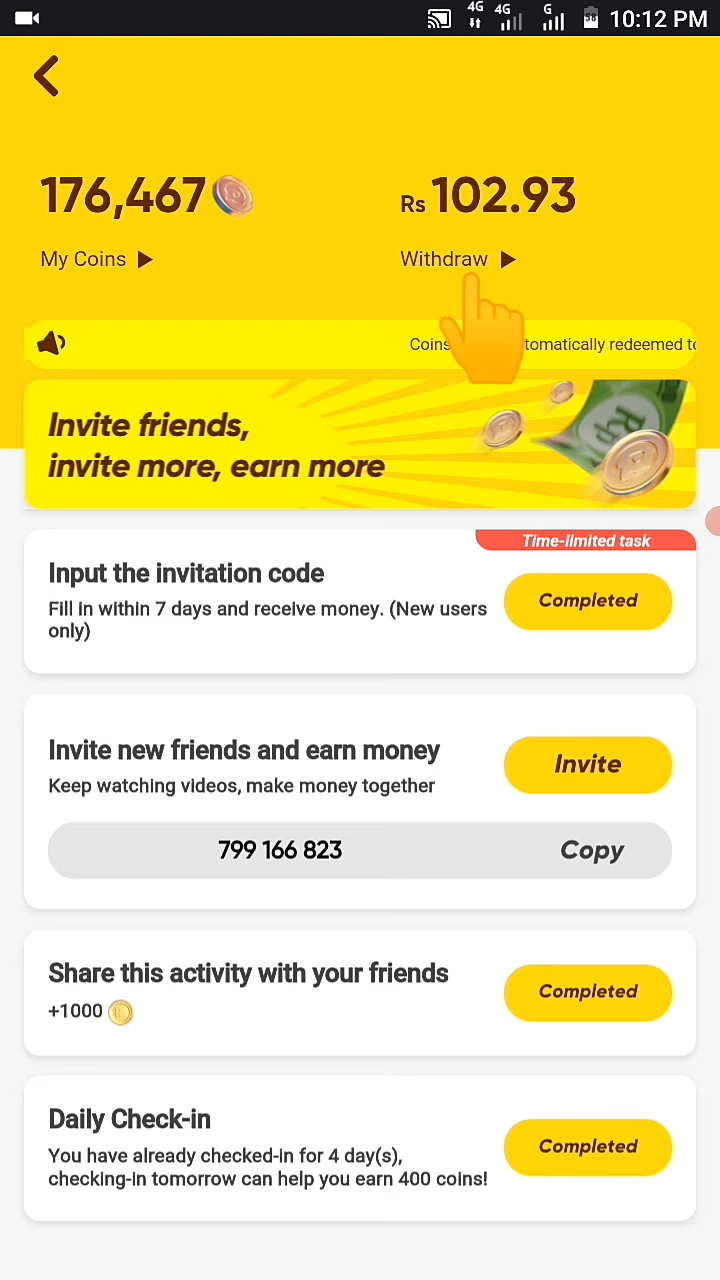 4G 4G G 38 10:12 PM
176,467 Rs 102.93
My Coins Withdraw
Coins tomatically redeemed to
Invite friends,
invite more, earn more
Time-limited task
Input the invitation code
Fill in within 7 days and receive money. (New users
only)
Completed
Invite new friends and earn money
Keep watching videos, make money together
Invite
799 166 823 Copy
Share this activity with your friends
+1000
Completed
Daily Check-in
You have already checked-in for 4 day(s),
checking-in tomorrow can help you earn 400 coins!
Completed